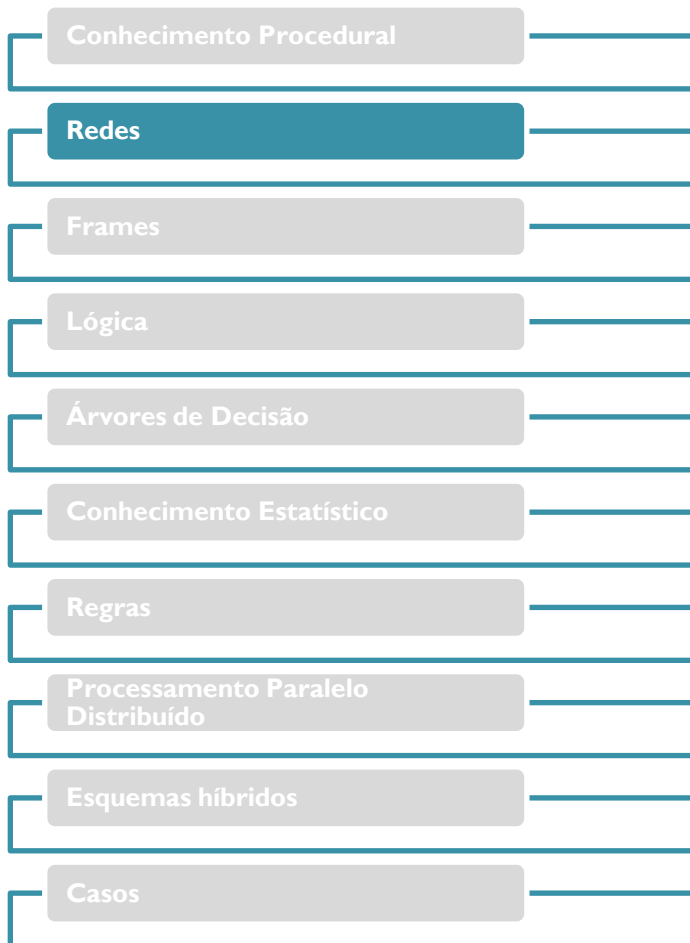 Conhecimento Procedural
Redes
Frames
Lógica
Árvores de Decisão
Conhecimento Estatístico
Regras
Processamento Paralelo
Distribuído
Esquemas híbridos
Casos